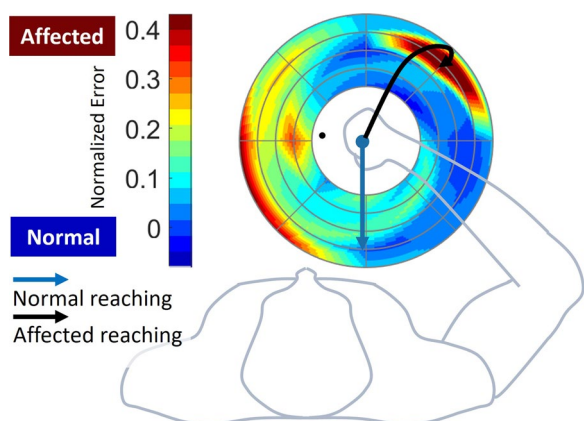 Affected
0.4
0.3
0.2
0.1
0
Normalized Error
Normal
Normal reaching
Affected reaching